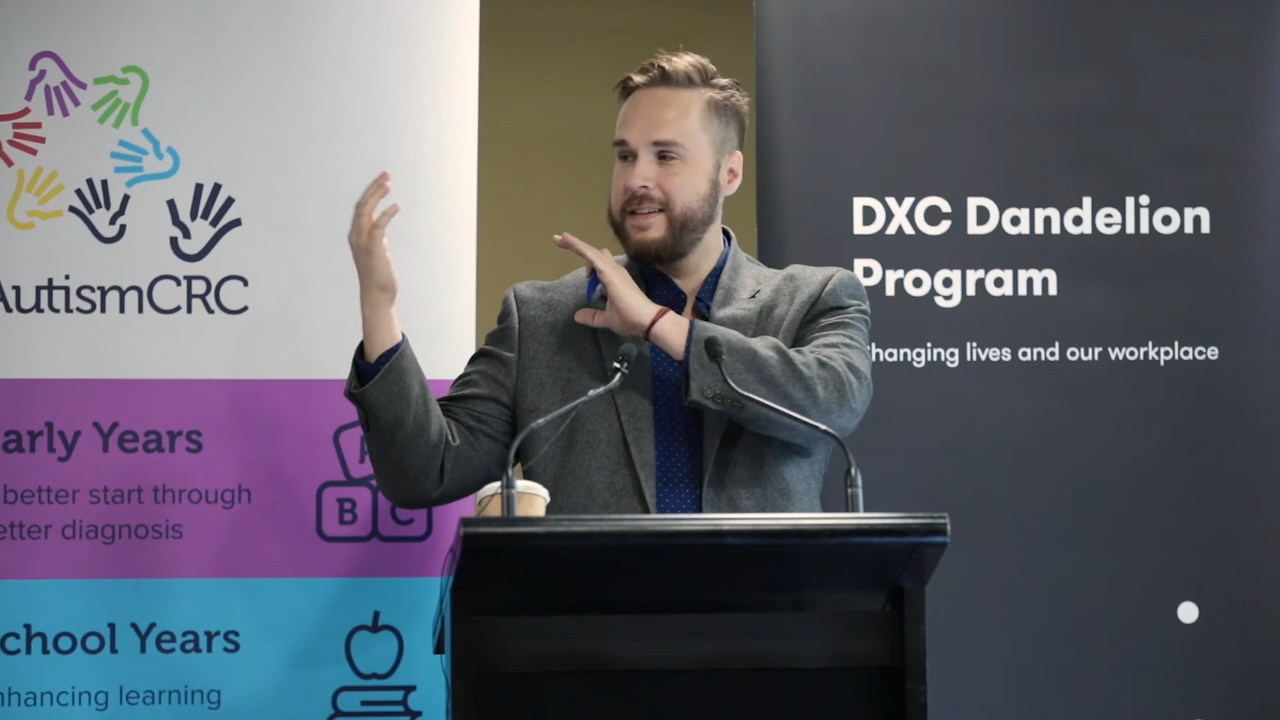 AutismCRC
arly Years
better start through
etter diagnosis
A
B C
chool Years
nhancing learning
DXC Dandelion
Program
hanging lives and our workplace